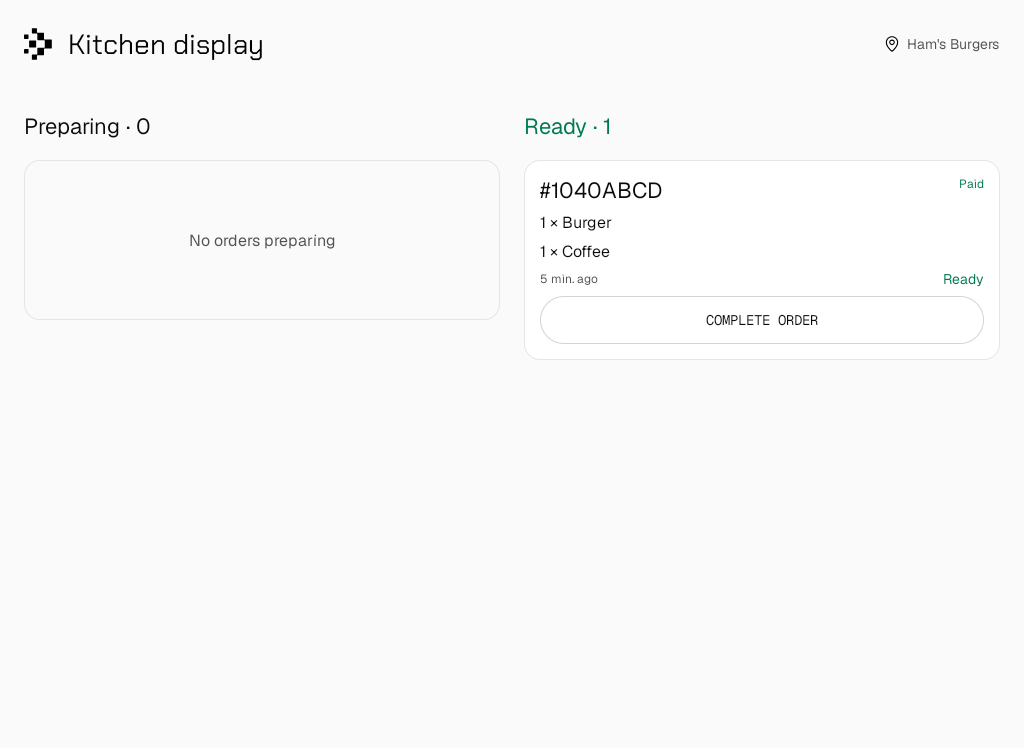 Kitchen display
Ham's Burgers
Preparing · 0
No orders preparing
Ready · 1
#1040ABCD
Paid
1 × Burger
1 × Coffee
5 min. ago
Ready
COMPLETE ORDER